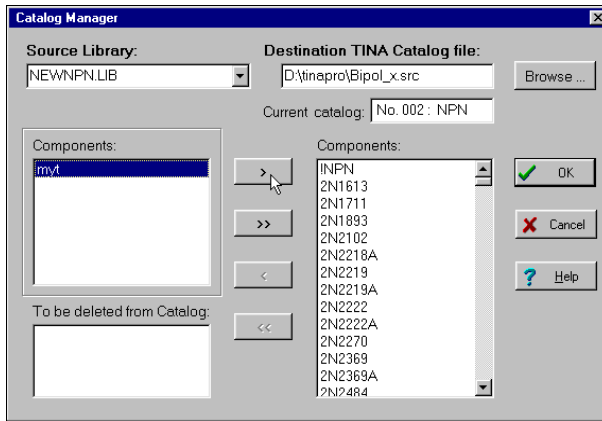 Catalog Manager
Source Library:
NEWNPN.LIB
Destination TINA Catalog file:
D:\tinapro\Bipol_x.src
Browse ...
Current catalog: No. 002 : NPN
Components:
myt
>
>>
<
<<
To be deleted from Catalog:
Components:
!NPN
2N1613
2N1711
2N1893
2N2102
2N2218A
2N2219
2N2219A
2N2222
2N2222A
2N2270
2N2369
2N2369A
2N2484
OK
Cancel
? Help